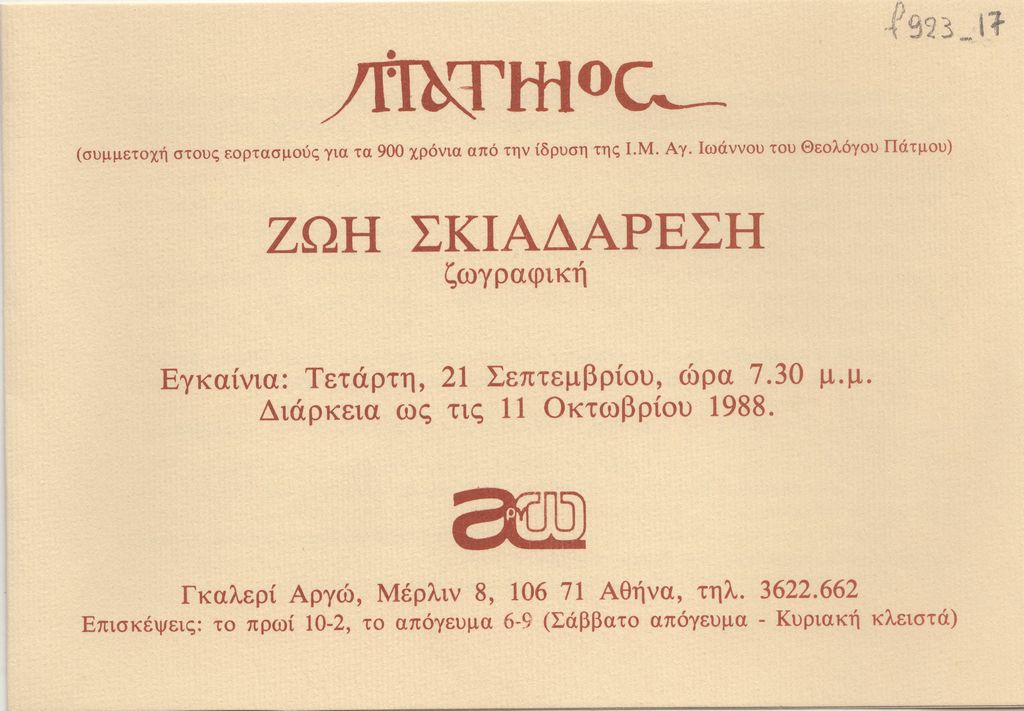 f923_17
ΠΑΤΜΟC
(συμμετοχή στους εορτασμούς για τα 900 χρόνια από την ίδρυση της Ι.Μ. Αγ. Ιωάννου του Θεολόγου Πάτμου)
ΖΩΗ ΣΚΙΑΔΑΡΕΣΗ
ζωγραφική
Εγκαίνια: Τετάρτη, 21 Σεπτεμβρίου, ώρα 7.30 μ.μ.
Διάρκεια ως τις 11 Οκτωβρίου 1988.
αργω
Γκαλερί Αργώ, Μέρλιν 8, 106 71 Αθήνα, τηλ. 3622.662
Επισκέψεις: το πρωί 10-2, το απόγευμα 6-9 (Σάββατο απόγευμα - Κυριακή κλειστά)